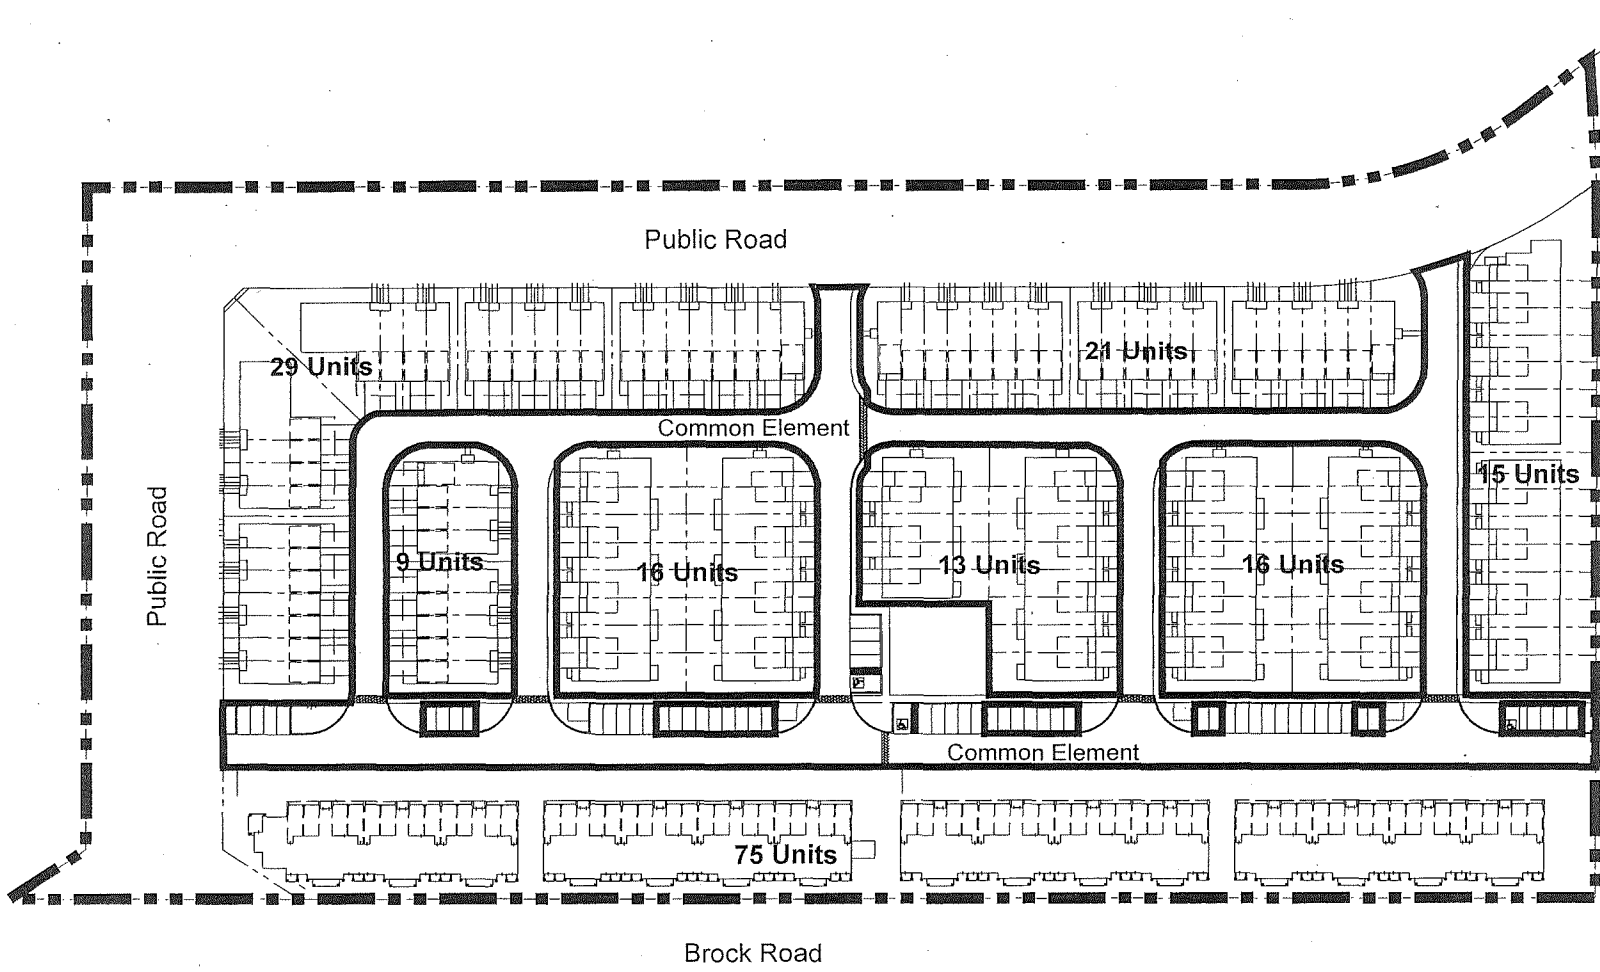 Public Road
29 Units
21 Units
Common Element
15 Units
Public Road
9 Units
16 Units
13 Units
16 Units
Common Element
75 Units
Brock Road